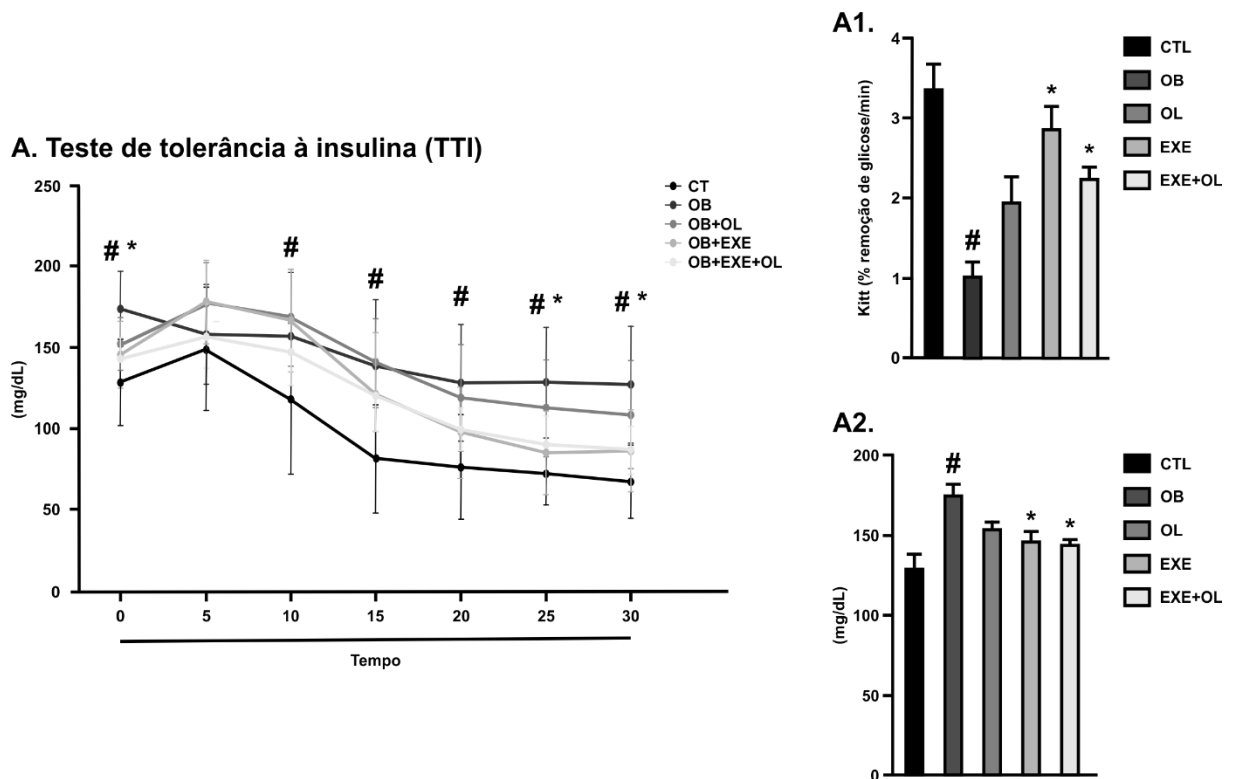 A. Teste de tolerância à insulina (TTI)
250
200
150
100
50
0
(mg/dL)
# *
#
#
#
# *
# *
0 5 10 15 20 25 30
Tempo
CT
OB
OB+OL
OB+EXE
OB+EXE+OL
A1.
4
3
2
1
0
Kitt (% remoção de glicose/min)
#
*
*
CTL
OB
OL
EXE
EXE+OL
A2.
200
150
100
50
0
(mg/dL)
#
*
*
CTL
OB
OL
EXE
EXE+OL